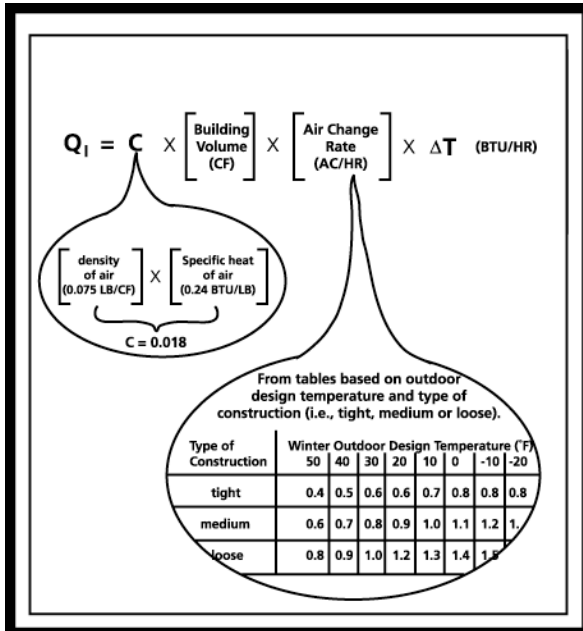 Q_I = C X [Building Volume (CF)] X [Air Change Rate (AC/HR)] X ΔT (BTU/HR)
[density of air (0.075 LB/CF)] X [Specific heat of air (0.24 BTU/LB)]
C = 0.018
From tables based on outdoor
design temperature and type of
construction (i.e., tight, medium or loose).
Type of Construction
Winter Outdoor Design Temperature (°F)
50 40 30 20 10 0 -10 -20
tight 0.4 0.5 0.6 0.6 0.7 0.8 0.8 0.8
medium 0.6 0.7 0.8 0.9 1.0 1.1 1.2
loose 0.8 0.9 1.0 1.2 1.3 1.4